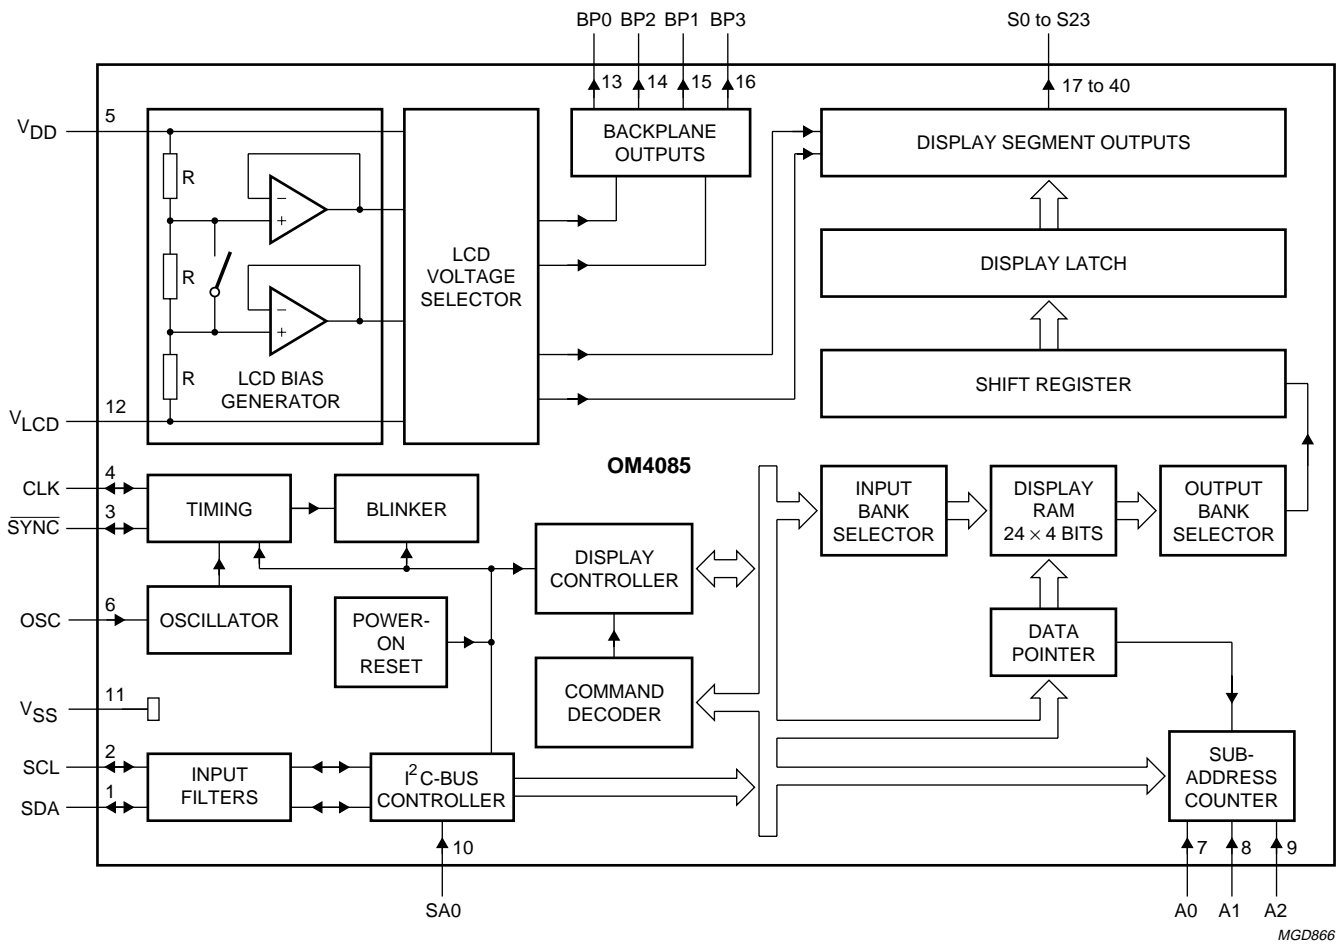 BP0 BP2 BP1 BP3
S0 to S23
13 14 15 16
17 to 40
VDD
5
BACKPLANE
OUTPUTS
DISPLAY SEGMENT OUTPUTS
R
−
+
R
−
+
R
LCD BIAS
GENERATOR
LCD
VOLTAGE
SELECTOR
DISPLAY LATCH
SHIFT REGISTER
VLCD
12
OM4085
CLK
4
SYNC
3
TIMING
BLINKER
INPUT
BANK
SELECTOR
DISPLAY
RAM
24 × 4 BITS
OUTPUT
BANK
SELECTOR
DISPLAY
CONTROLLER
OSC
6
OSCILLATOR
POWER-
ON
RESET
DATA
POINTER
COMMAND
DECODER
VSS
11
SCL
2
SDA
1
INPUT
FILTERS
I2C-BUS
CONTROLLER
SUB-
ADDRESS
COUNTER
10
7 8 9
SA0
A0 A1 A2
MGD866